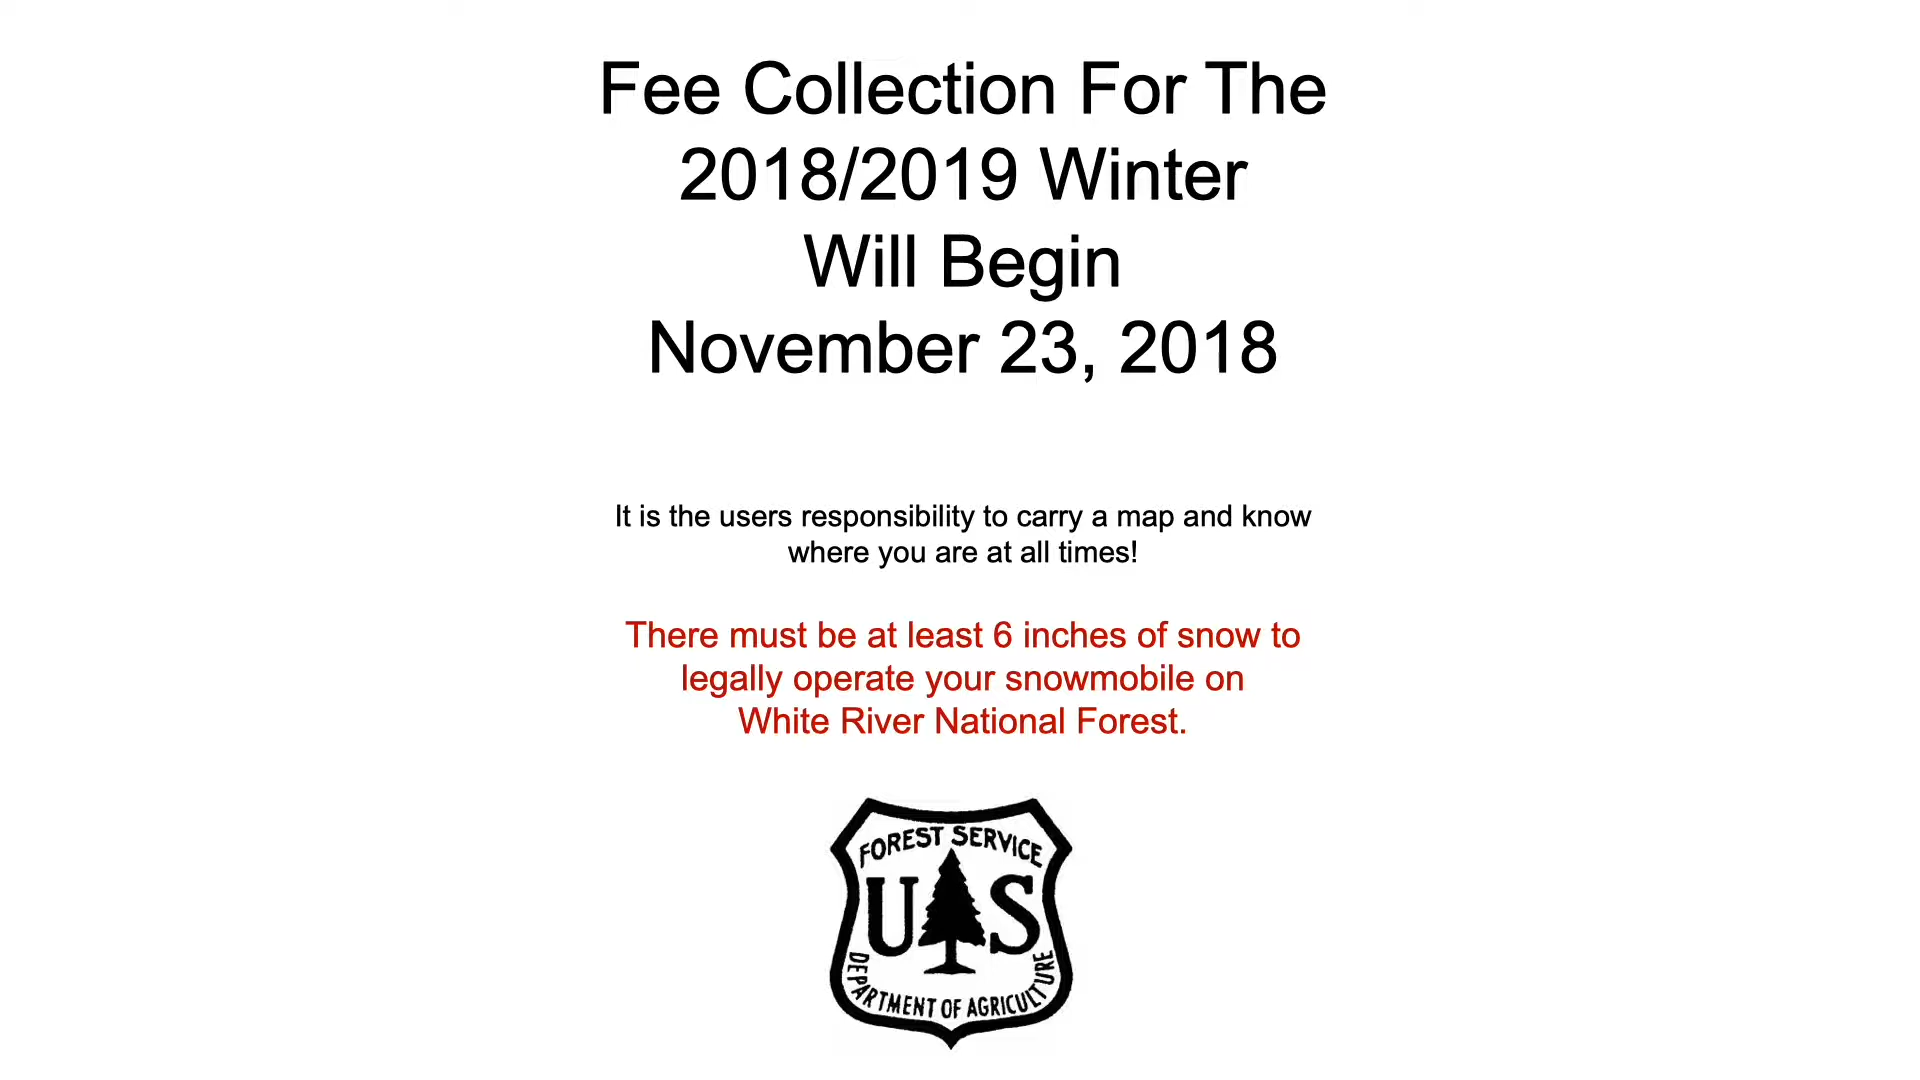 Fee Collection For The
2018/2019 Winter
Will Begin
November 23, 2018
It is the users responsibility to carry a map and know
where you are at all times!
There must be at least 6 inches of snow to
legally operate your snowmobile on
White River National Forest.
FOREST SERVICE
U S
DEPARTMENT OF AGRICULTURE